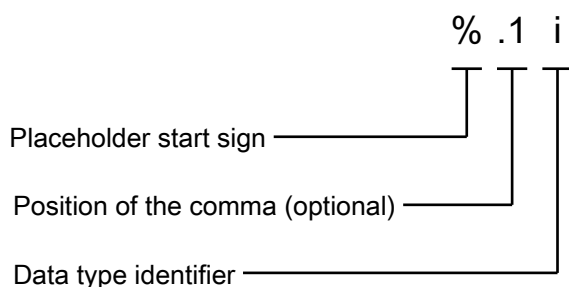 % .1 i
Placeholder start sign
Position of the comma (optional)
Data type identifier